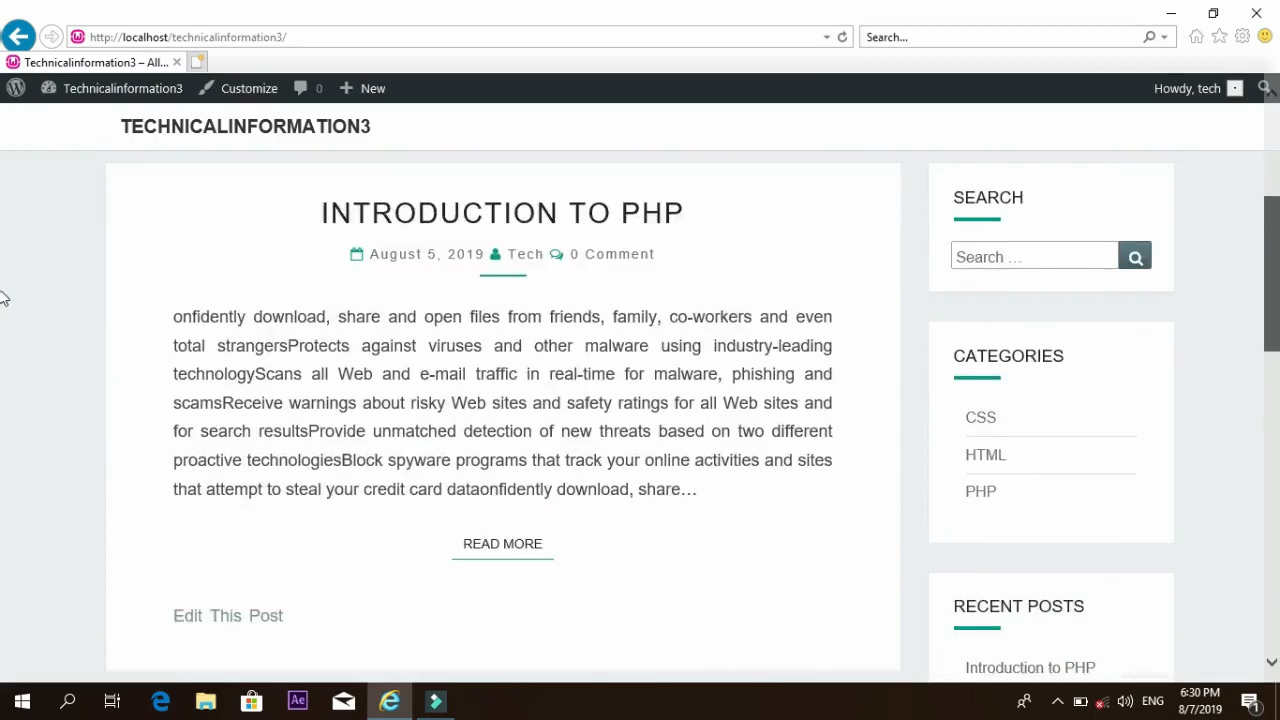 http://localhost/technicalinformation3/
Search...
Technicalinformation3 – All...
Technicalinformation3
Customize
0
New
Howdy, tech
TECHNICALINFORMATION3
INTRODUCTION TO PHP
August 5, 2019 Tech 0 Comment
onfidently download, share and open files from friends, family, co-workers and even
total strangersProtects against viruses and other malware using industry-leading
technologyScans all Web and e-mail traffic in real-time for malware, phishing and
scamsReceive warnings about risky Web sites and safety ratings for all Web sites and
for search resultsProvide unmatched detection of new threats based on two different
proactive technologiesBlock spyware programs that track your online activities and sites
that attempt to steal your credit card dataonfidently download, share…
READ MORE
Edit This Post
SEARCH
Search …
CATEGORIES
CSS
HTML
PHP
RECENT POSTS
Introduction to PHP
Ae
ENG
6:30 PM
8/7/2019
1